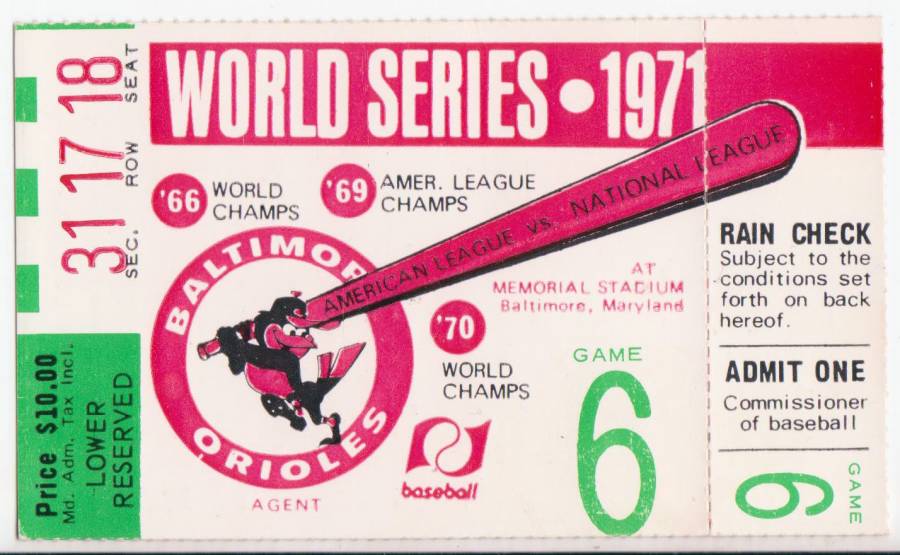 WORLD SERIES • 1971
31 17 18
SEC. ROW SEAT
'66 WORLD
CHAMPS
'69 AMER. LEAGUE
CHAMPS
AMERICAN LEAGUE vs. NATIONAL LEAGUE
BALTIMORE
ORIOLES
AGENT
'70
WORLD
CHAMPS
baseball
AT
MEMORIAL STADIUM
Baltimore, Maryland
GAME
6
Price $10.00
Md. Adm. Tax Incl.
LOWER
RESERVED
RAIN CHECK
Subject to the
conditions set
forth on back
hereof.
ADMIT ONE
Commissioner
of baseball
GAME
6